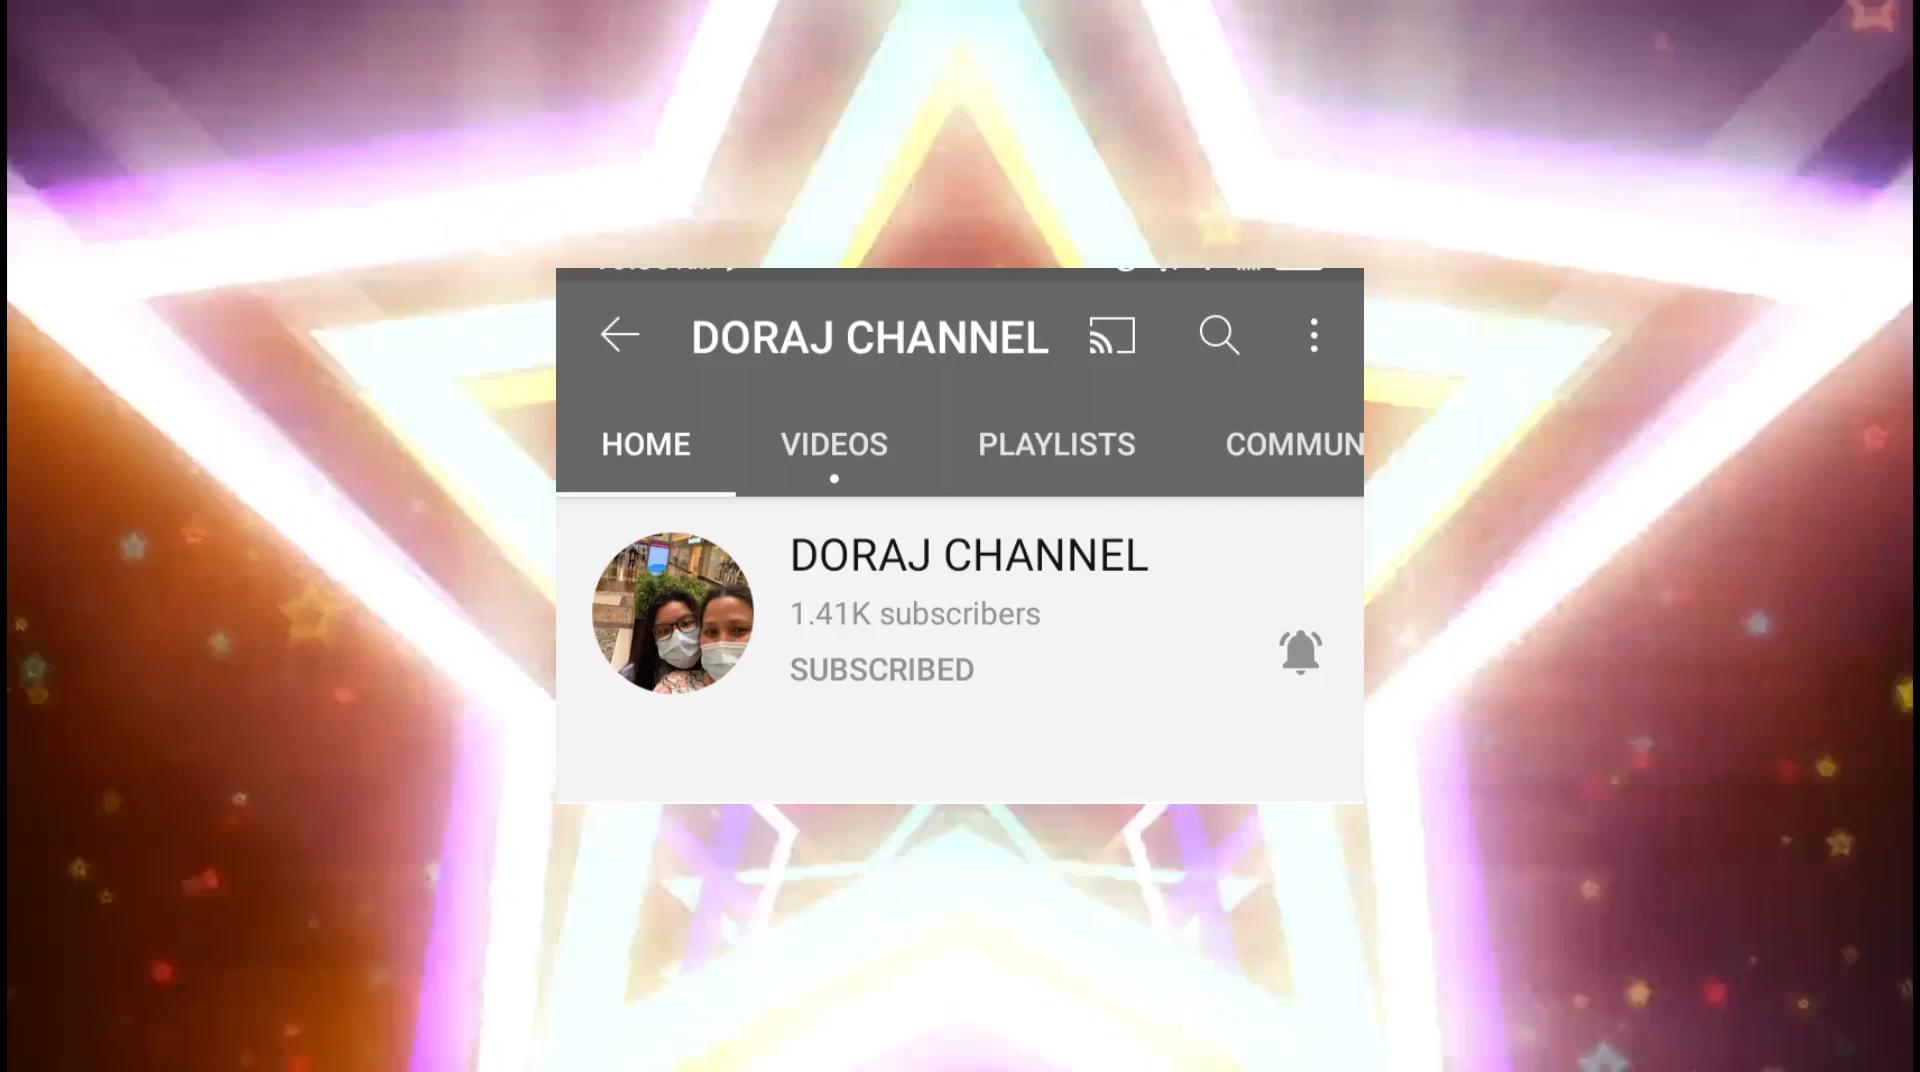 DORAJ CHANNEL
HOME VIDEOS PLAYLISTS COMMUN
DORAJ CHANNEL
1.41K subscribers
SUBSCRIBED